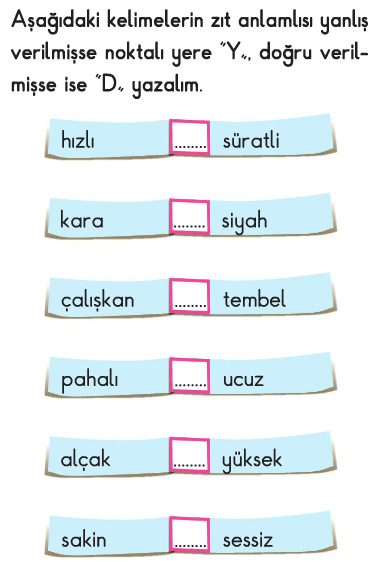 Aşağıdaki kelimelerin zıt anlamlısı yanlış
verilmişse noktalı yere "Y", doğru veril-
mişse ise "D" yazalım.
hızlı ........ süratli
kara ........ siyah
çalışkan ........ tembel
pahalı ........ ucuz
alçak ........ yüksek
sakin ........ sessiz